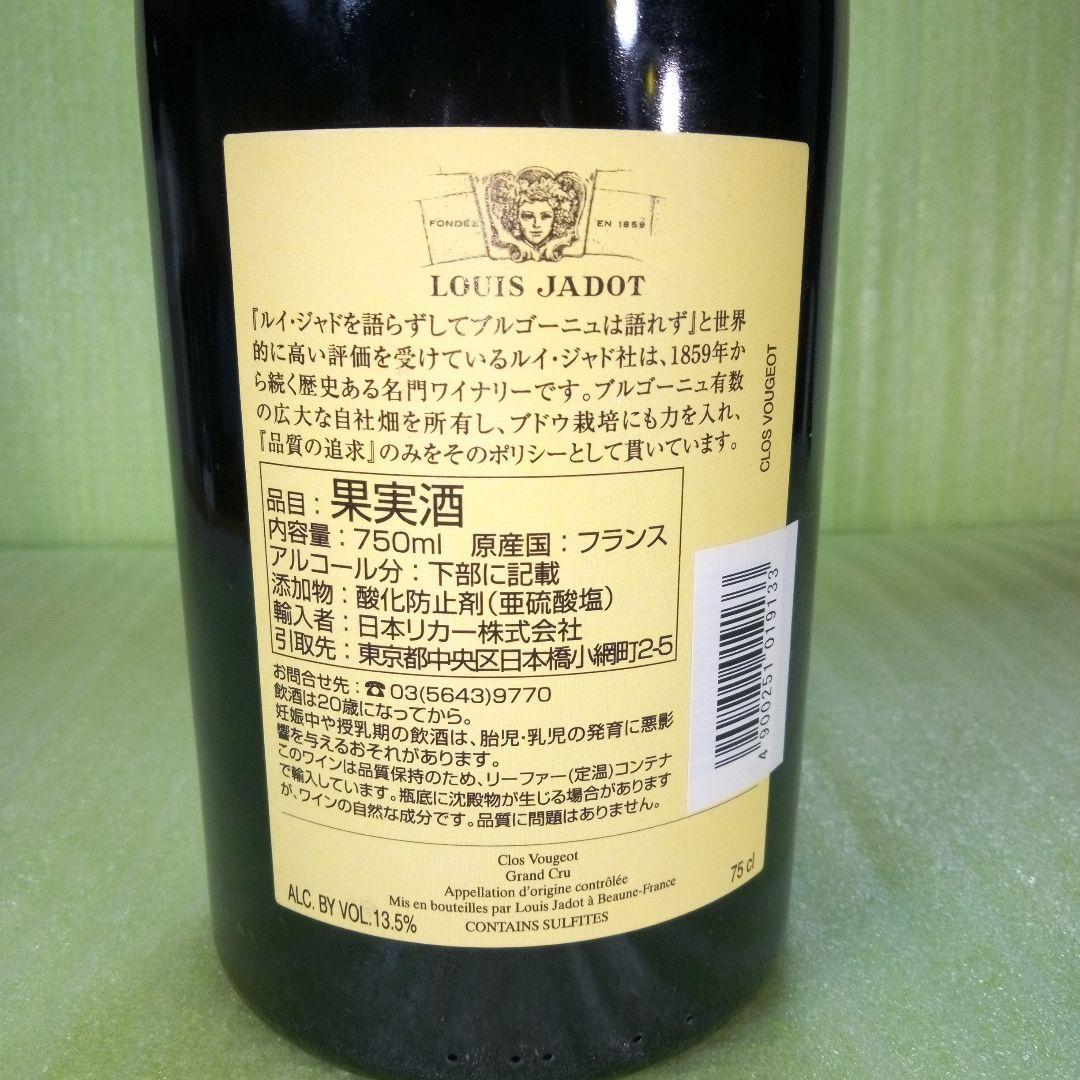 FONDÉE EN 1859
LOUIS JADOT
『ルイ・ジャドを語らずしてブルゴーニュは語れず』と世界
的に高い評価を受けているルイ・ジャド社は、1859年か
ら続く歴史ある名門ワイナリーです。ブルゴーニュ有数
の広大な自社畑を所有し、ブドウ栽培にも力を入れ、
『品質の追求』のみをそのポリシーとして貫いています。
CLOS VOUGEOT
品目：果実酒
内容量：750ml 原産国：フランス
アルコール分：下部に記載
添加物：酸化防止剤（亜硫酸塩）
輸入者：日本リカー株式会社
引取先：東京都中央区日本橋小網町2-5
お問合せ先：☎03(5643)9770
飲酒は20歳になってから。
妊娠中や授乳期の飲酒は、胎児・乳児の発育に悪影
響を与えるおそれがあります。
このワインは品質保持のため、リーファー(定温)コンテナ
で輸入しています。瓶底に沈殿物が生じる場合があります
が、ワインの自然な成分です。品質に問題はありません。
4 900251 019133
Clos Vougeot
Grand Cru
Appellation d'origine contrôlée
Mis en bouteilles par Louis Jadot à Beaune-France
CONTAINS SULFITES
ALC. BY VOL.13.5%
75 cl